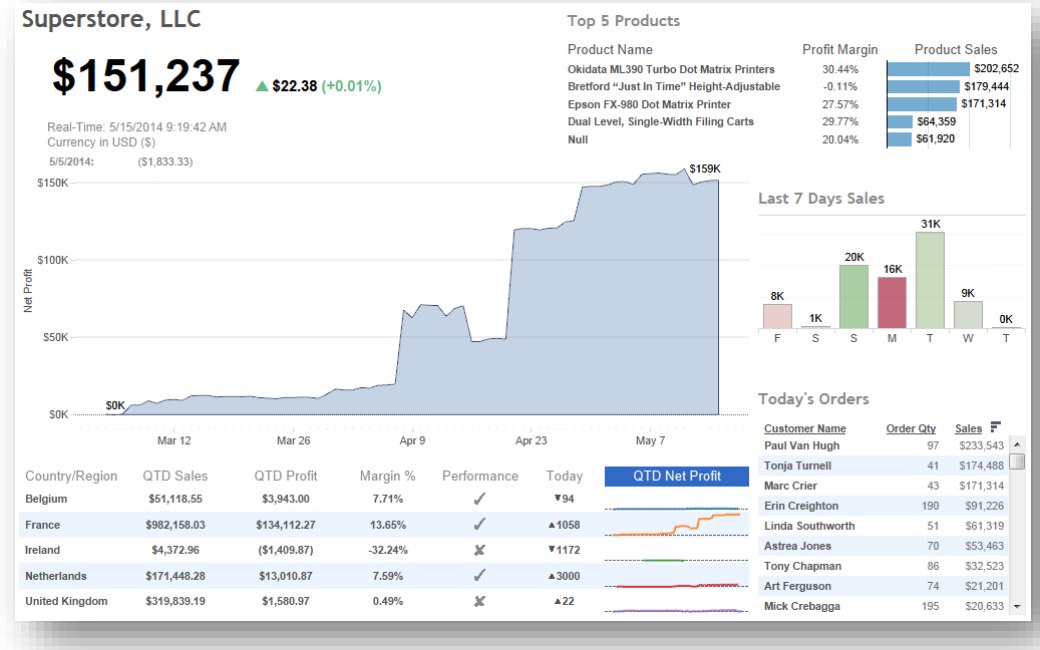 Superstore, LLC
$151,237 ▲ $22.38 (+0.01%)
Real-Time: 5/15/2014 9:19:42 AM
Currency in USD ($)
5/5/2014: ($1,833.33)
$150K
$100K
$50K
$0K
Net Profit
$0K
$159K
Mar 12 Mar 26 Apr 9 Apr 23 May 7
Top 5 Products
Product Name Profit Margin Product Sales
Okidata ML390 Turbo Dot Matrix Printers 30.44% $202,652
Bretford “Just In Time” Height-Adjustable -0.11% $179,444
Epson FX-980 Dot Matrix Printer 27.57% $171,314
Dual Level, Single-Width Filing Carts 29.77% $64,359
Null 20.04% $61,920
Last 7 Days Sales
8K 1K 20K 16K 31K 9K 0K
F S S M T W T
Country/Region QTD Sales QTD Profit Margin % Performance Today QTD Net Profit
Belgium $51,118.55 $3,943.00 7.71% ✓ ▼94
France $982,158.03 $134,112.27 13.65% ✓ ▲1058
Ireland $4,372.96 ($1,409.87) -32.24% ✗ ▼1172
Netherlands $171,448.28 $13,010.87 7.59% ✓ ▲3000
United Kingdom $319,839.19 $1,580.97 0.49% ✗ ▲22
Today's Orders
Customer Name Order Qty Sales
Paul Van Hugh 97 $233,543
Tonja Turnell 41 $174,488
Marc Crier 43 $171,314
Erin Creighton 190 $91,226
Linda Southworth 51 $61,319
Astrea Jones 70 $53,463
Tony Chapman 86 $32,523
Art Ferguson 74 $21,201
Mick Crebagga 195 $20,633